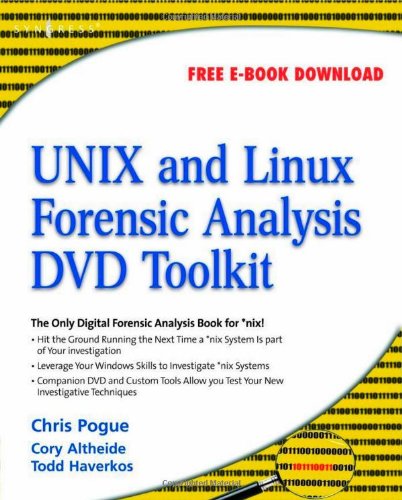 SYNGRESS®
FREE E-BOOK DOWNLOAD
UNIX and Linux
Forensic Analysis
DVD Toolkit
The Only Digital Forensic Analysis Book for *nix!
• Hit the Ground Running the Next Time a *nix System Is part
of Your investigation
• Leverage Your Windows Skills to Investigate *nix Systems
• Companion DVD and Custom Tools Allow you Test Your New
Investigative Techniques
Chris Pogue
Cory Altheide
Todd Haverkos
Copyrighted Material